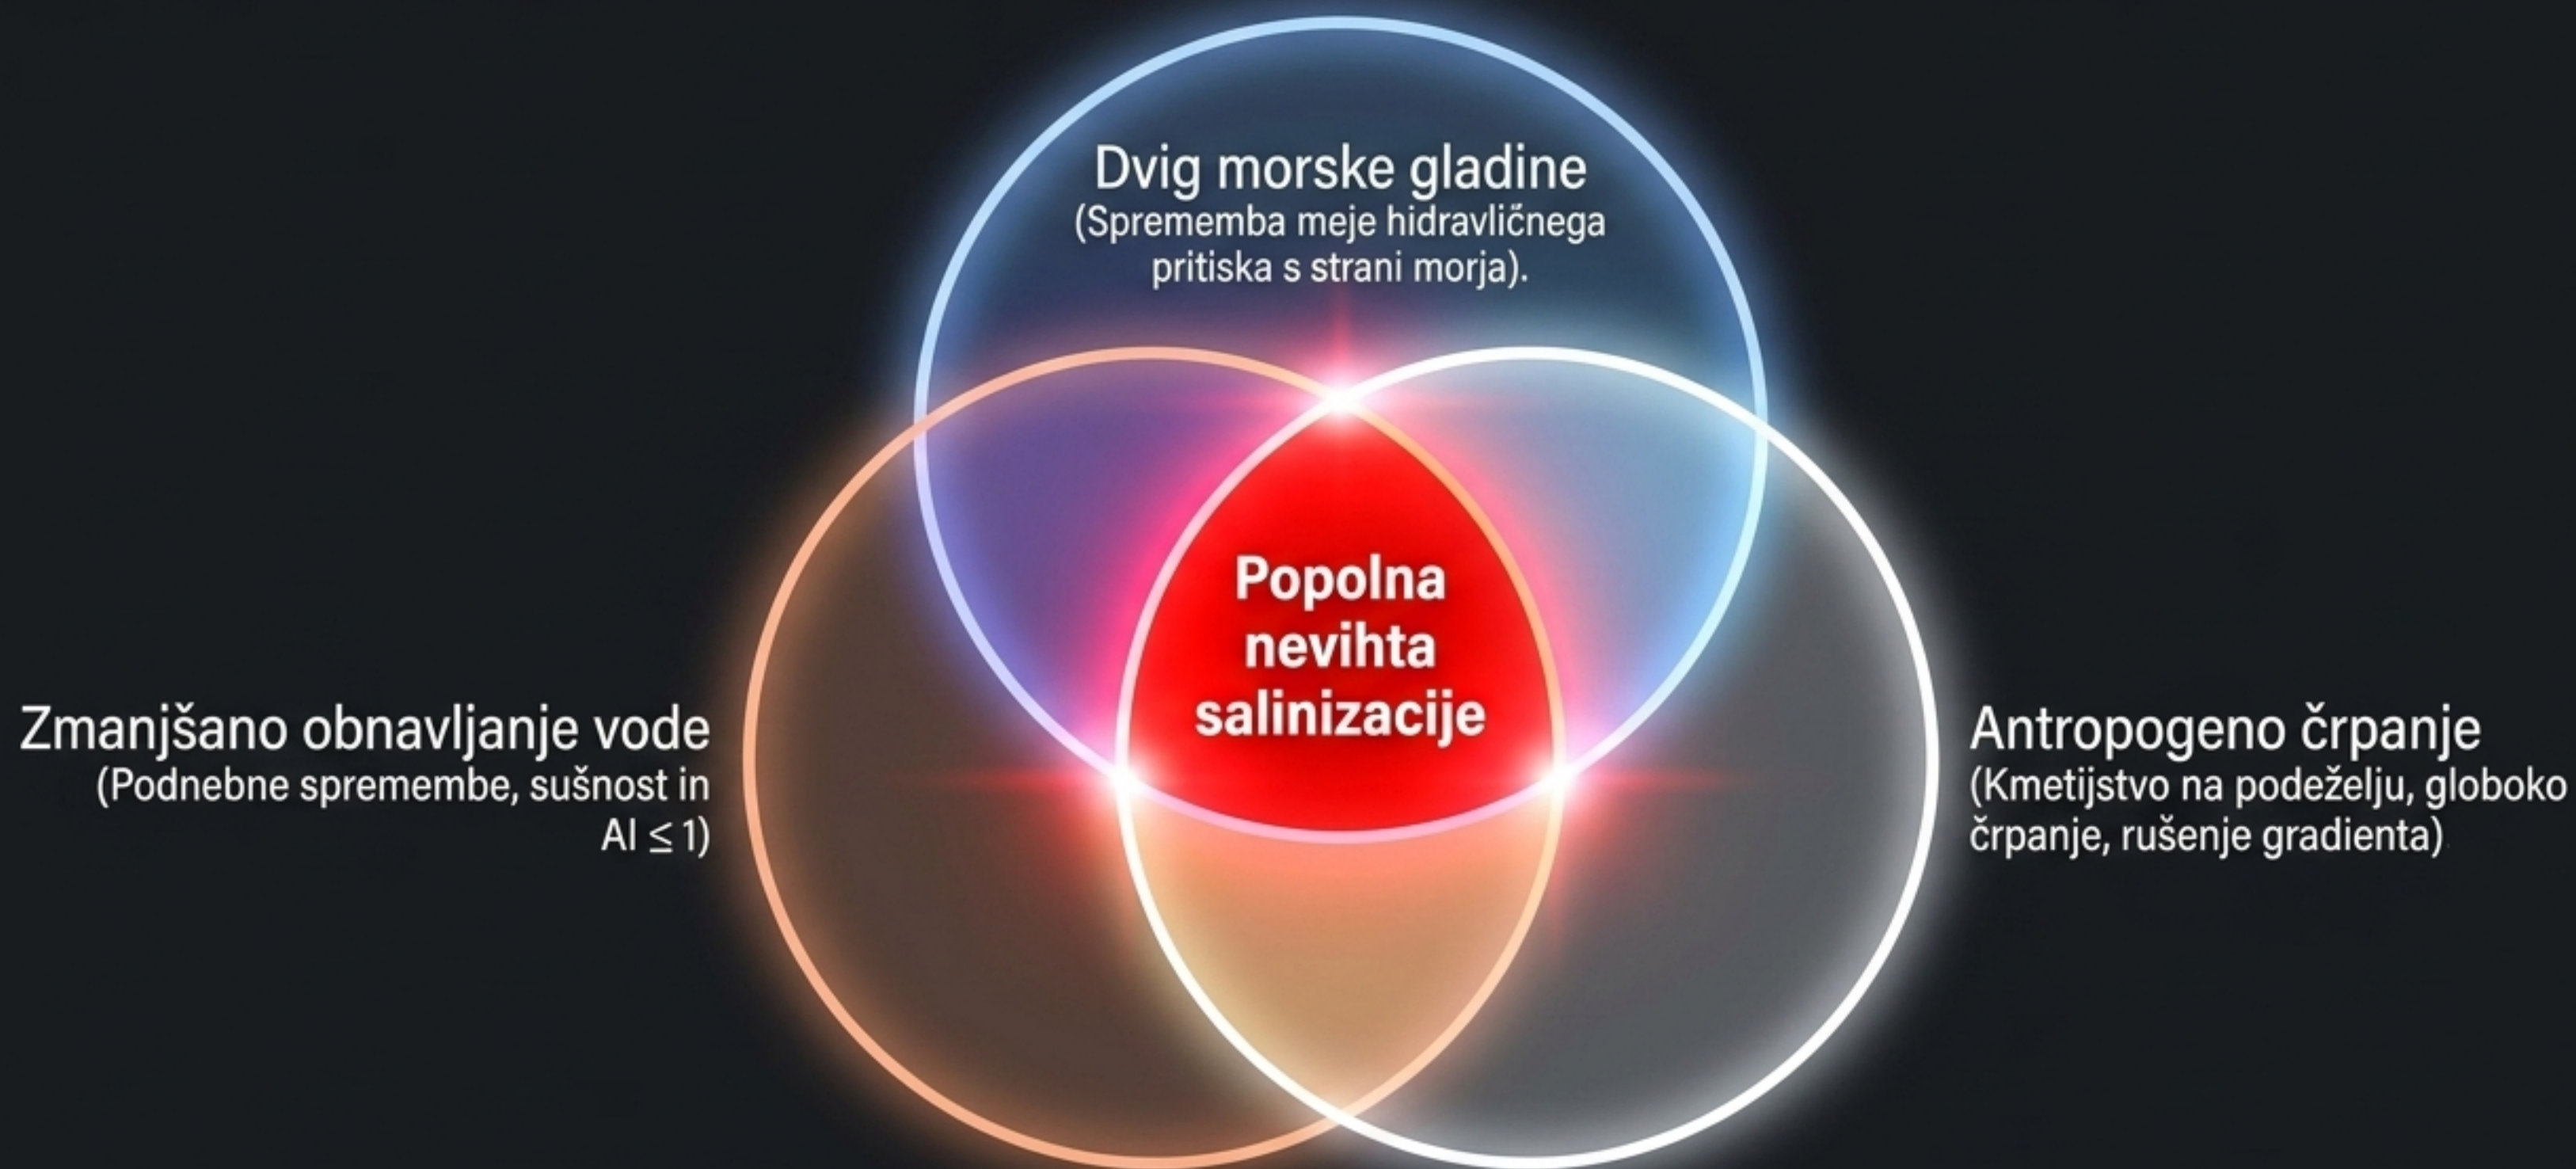 Dvig morske gladine
(Sprememba meje hidravličnega
pritiska s strani morja).
Popolna
nevihta
salinizacije
Zmanjšano obnavljanje vode
(Podnebne spremembe, sušnost in
AI ≤ 1)
Antropogeno črpanje
(Kmetijstvo na podeželju, globoko
črpanje, rušenje gradienta)